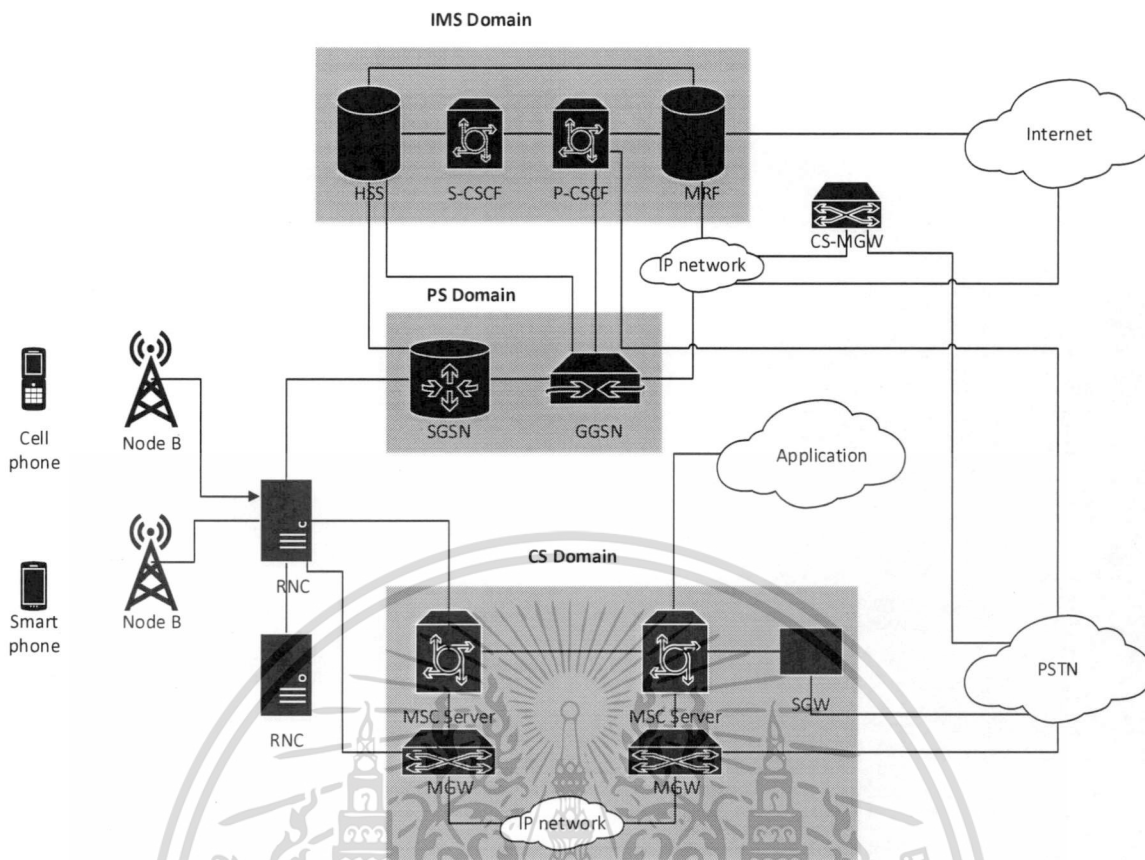 IMS Domain
HSS
S-CSCF
P-CSCF
MRF
Internet
CS-MGW
IP network
PS Domain
SGSN
GGSN
Cell
phone
Node B
Application
RNC
CS Domain
Smart
phone
Node B
RNC
MSC Server
MSC Server
SGW
PSTN
MGW
MGW
IP network